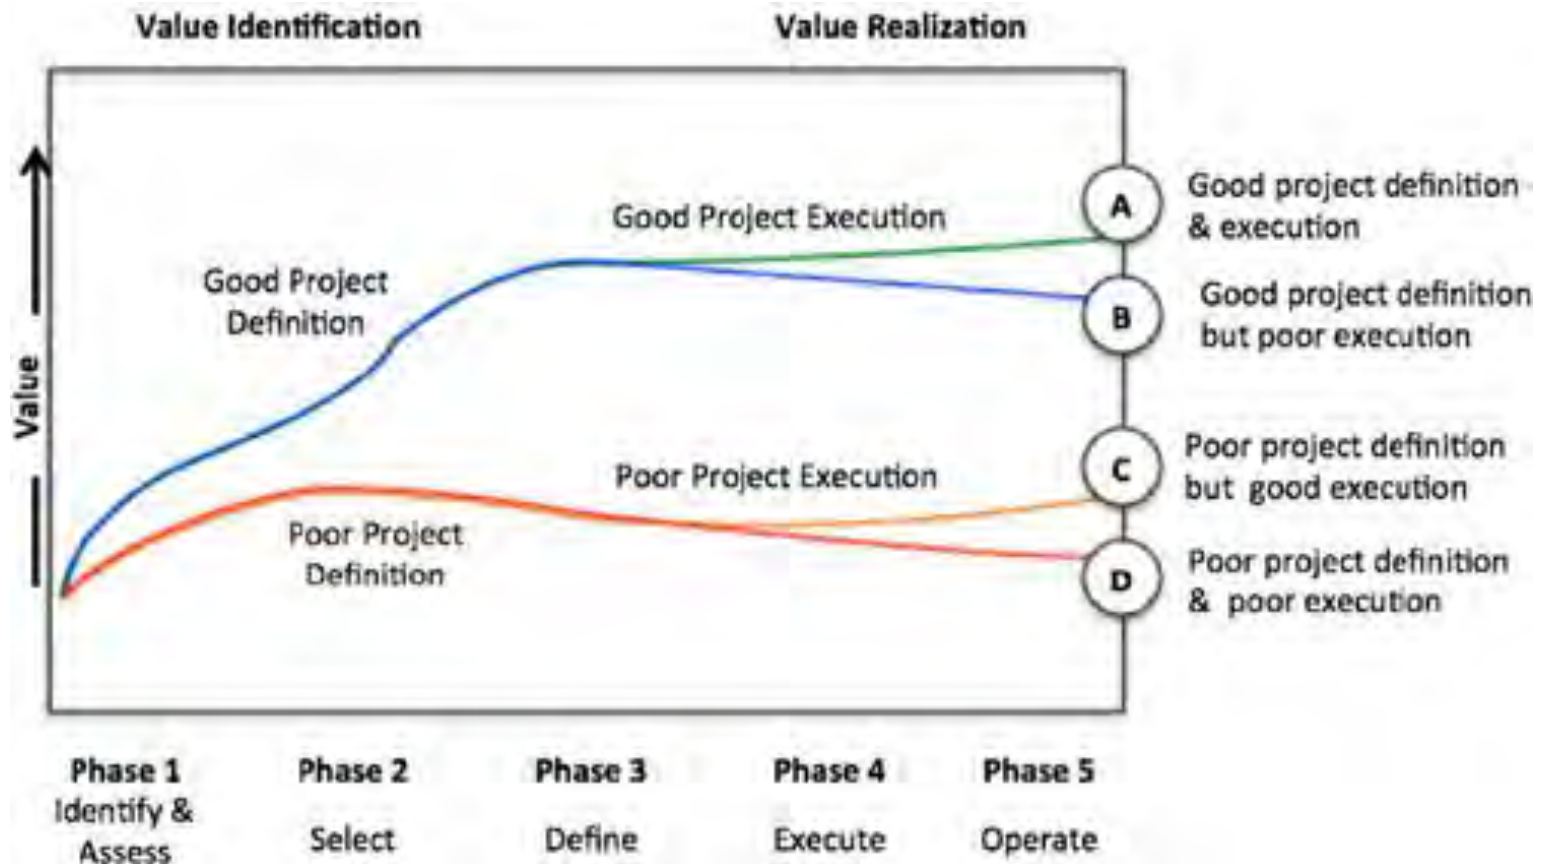 Value Identification
Value Realization
Value
Good Project Execution
Good Project
Definition
Poor Project Execution
Poor Project
Definition
A
Good project definition
& execution
B
Good project definition
but poor execution
C
Poor project definition
but good execution
D
Poor project definition
& poor execution
Phase 1
Identify &
Assess
Phase 2
Select
Phase 3
Define
Phase 4
Execute
Phase 5
Operate